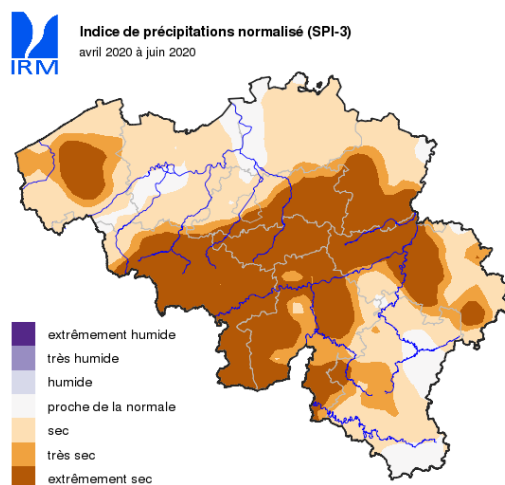 Indice de précipitations normalisé (SPI-3)
avril 2020 à juin 2020
IRM
extrêmement humide
très humide
humide
proche de la normale
sec
très sec
extrêmement sec